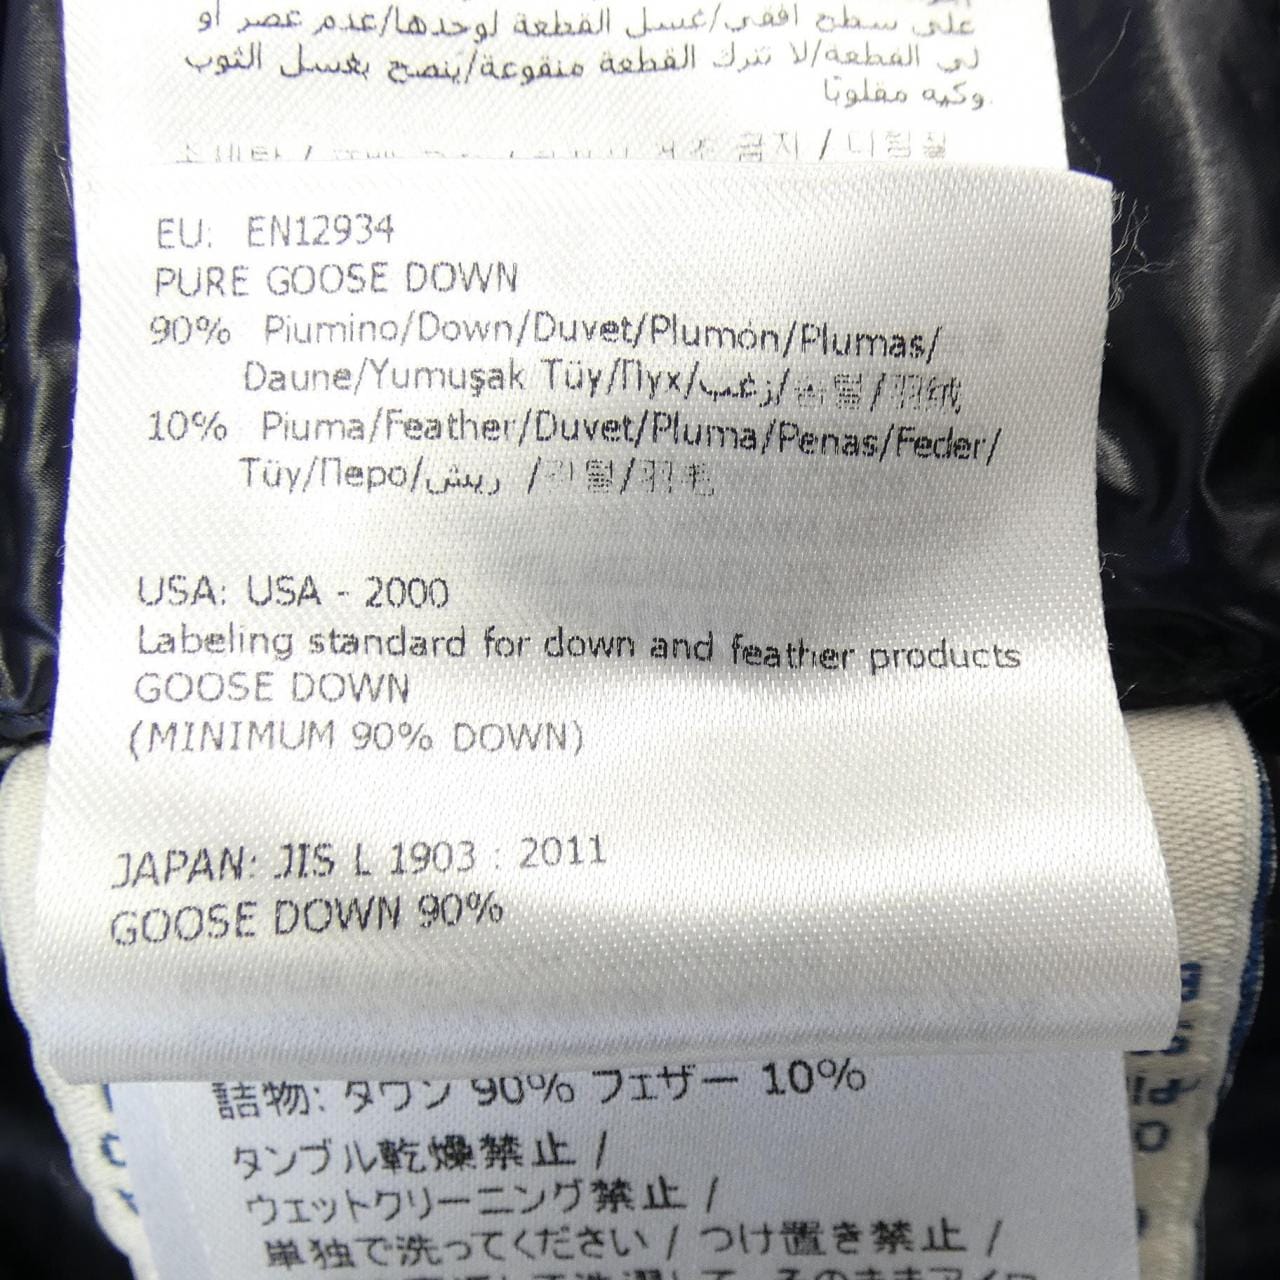 على سطح افقي/غسل القطعة لوحدها/عدم عصر أو
لي القطعة/لا تترك القطعة منقوعة/ينصح بغسل الثوب
وكيه مقلوبًا
EU: EN12934
PURE GOOSE DOWN
90% Piumino/Down/Duvet/Plumón/Plumas/
Daune/Yumuşak Tüy/Пух/زغب/솜털/羽绒
10% Piuma/Feather/Duvet/Pluma/Penas/Feder/
Tüy/Перо/ريش /깃털/羽毛
USA: USA - 2000
Labeling standard for down and feather products
GOOSE DOWN
(MINIMUM 90% DOWN)
JAPAN: JIS L 1903 : 2011
GOOSE DOWN 90%
詰物: ダウン 90% フェザー 10%
タンブル乾燥禁止 /
ウェットクリーニング禁止 /
単独で洗ってください / つけ置き禁止 /